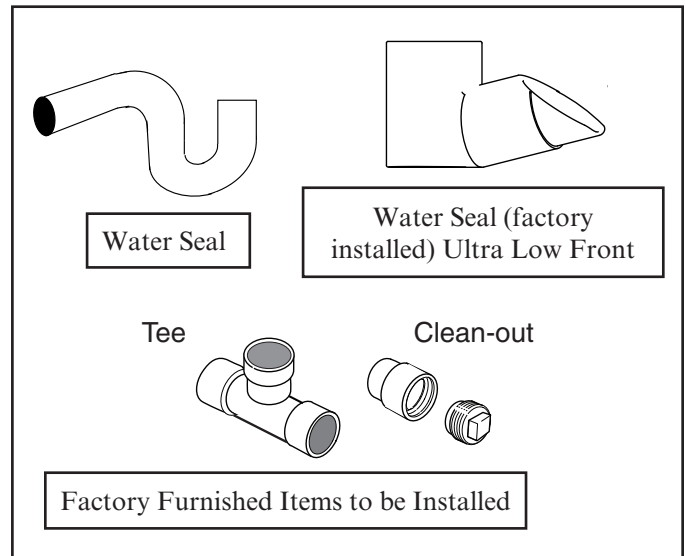 Water Seal
Water Seal (factory
installed) Ultra Low Front
Tee
Clean-out
Factory Furnished Items to be Installed